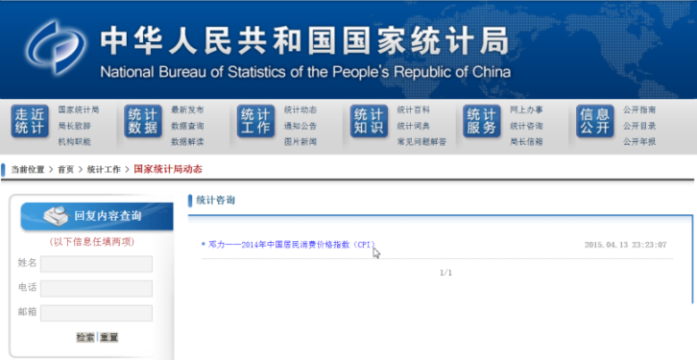 中华人民共和国国家统计局
National Bureau of Statistics of the People's Republic of China
走近统计
国家统计局
局长致辞
机构职能
统计数据
最新发布
数据查询
数据解读
统计工作
统计动态
通知公告
图片新闻
统计知识
统计百科
统计词典
常见问题解答
统计服务
网上办事
统计咨询
局长信箱
信息公开
公开指南
公开目录
公开年报
当前位置 > 首页 > 统计工作 > 国家统计局动态
回复内容查询
(以下信息任填两项)
姓名
电话
邮箱
检索 | 重置
统计咨询
邓力——2014年中国居民消费价格指数（CPI） 2015.04.13 23:23:07
1/1